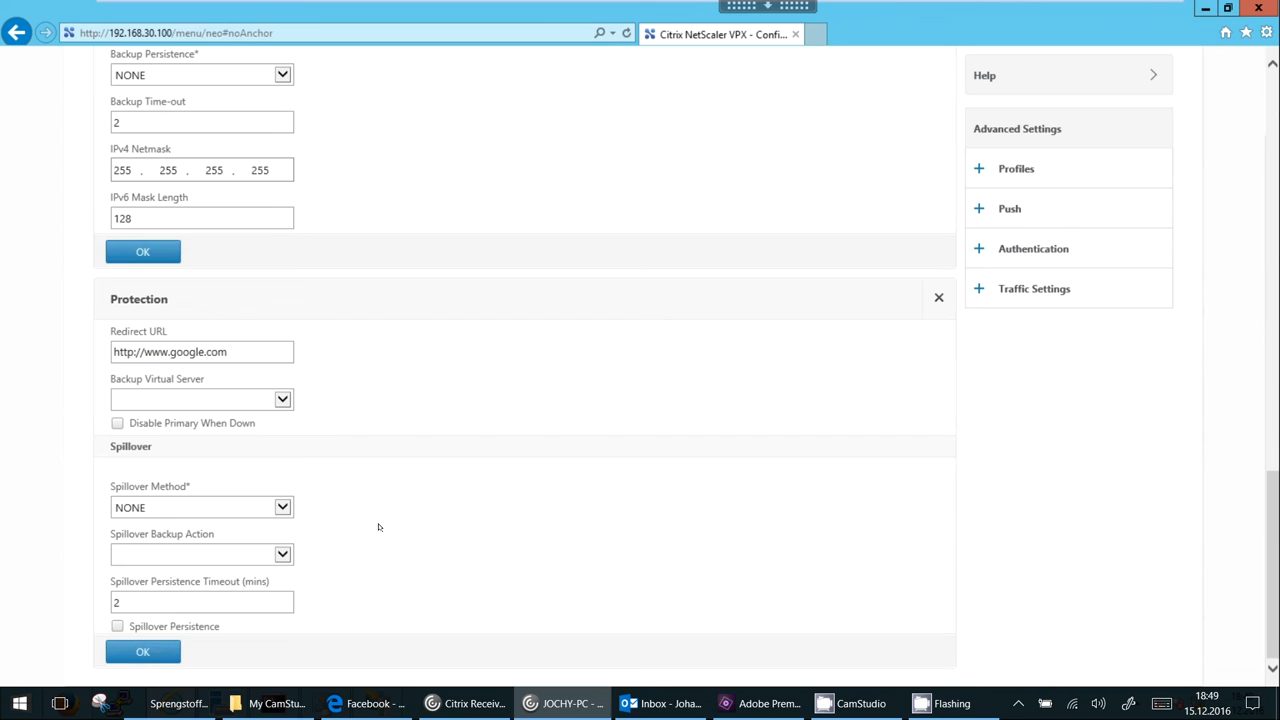 http://192.168.30.100/menu/neo#noAnchor
Citrix NetScaler VPX - Confi...
Backup Persistence*
NONE
Backup Time-out
2
IPv4 Netmask
255 . 255 . 255 . 255
IPv6 Mask Length
128
OK
Help
Advanced Settings
Profiles
Push
Authentication
Traffic Settings
Protection
Redirect URL
http://www.google.com
Backup Virtual Server
Disable Primary When Down
Spillover
Spillover Method*
NONE
Spillover Backup Action
Spillover Persistence Timeout (mins)
2
Spillover Persistence
OK
Sprengstoff...
My CamStu...
Facebook - ...
Citrix Receiv...
JOCHY-PC - ...
Inbox - Joha...
Adobe Prem...
CamStudio
Flashing
18:49
15.12.2016